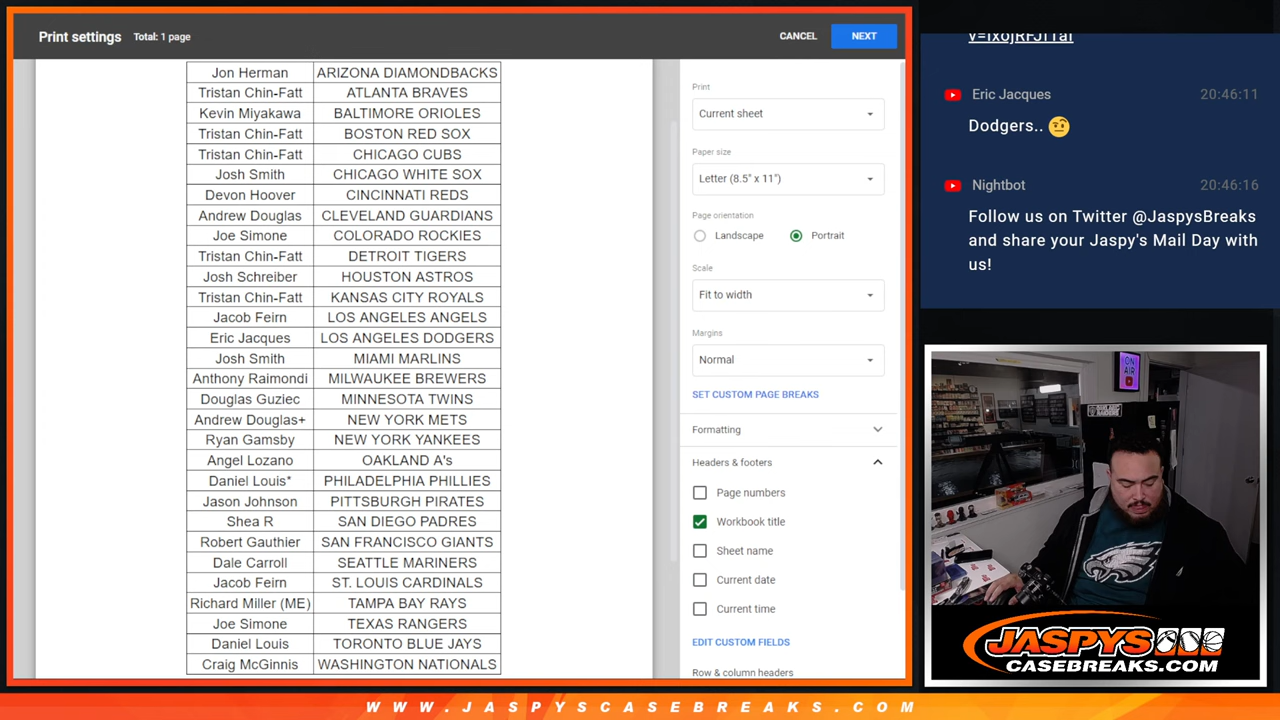 Print settings Total: 1 page
CANCEL NEXT
Jon Herman ARIZONA DIAMONDBACKS
Tristan Chin-Fatt ATLANTA BRAVES
Kevin Miyakawa BALTIMORE ORIOLES
Tristan Chin-Fatt BOSTON RED SOX
Tristan Chin-Fatt CHICAGO CUBS
Josh Smith CHICAGO WHITE SOX
Devon Hoover CINCINNATI REDS
Andrew Douglas CLEVELAND GUARDIANS
Joe Simone COLORADO ROCKIES
Tristan Chin-Fatt DETROIT TIGERS
Josh Schreiber HOUSTON ASTROS
Tristan Chin-Fatt KANSAS CITY ROYALS
Jacob Feirn LOS ANGELES ANGELS
Eric Jacques LOS ANGELES DODGERS
Josh Smith MIAMI MARLINS
Anthony Raimondi MILWAUKEE BREWERS
Douglas Guziec MINNESOTA TWINS
Andrew Douglas+ NEW YORK METS
Ryan Gamsby NEW YORK YANKEES
Angel Lozano OAKLAND A's
Daniel Louis* PHILADELPHIA PHILLIES
Jason Johnson PITTSBURGH PIRATES
Shea R SAN DIEGO PADRES
Robert Gauthier SAN FRANCISCO GIANTS
Dale Carroll SEATTLE MARINERS
Jacob Feirn ST. LOUIS CARDINALS
Richard Miller (ME) TAMPA BAY RAYS
Joe Simone TEXAS RANGERS
Daniel Louis TORONTO BLUE JAYS
Craig McGinnis WASHINGTON NATIONALS
Print
Current sheet
Paper size
Letter (8.5" x 11")
Page orientation
Landscape Portrait
Scale
Fit to width
Margins
Normal
SET CUSTOM PAGE BREAKS
Formatting
Headers & footers
Page numbers
Workbook title
Sheet name
Current date
Current time
EDIT CUSTOM FIELDS
Row & column headers
Eric Jacques 20:46:11
Dodgers.. 🤨
Nightbot 20:46:16
Follow us on Twitter @JaspysBreaks
and share your Jaspy's Mail Day with
us!
ON
AIR
EAGLES
JASPYS
CASEBREAKS.COM
WWW.JASPYSCASEBREAKS.COM